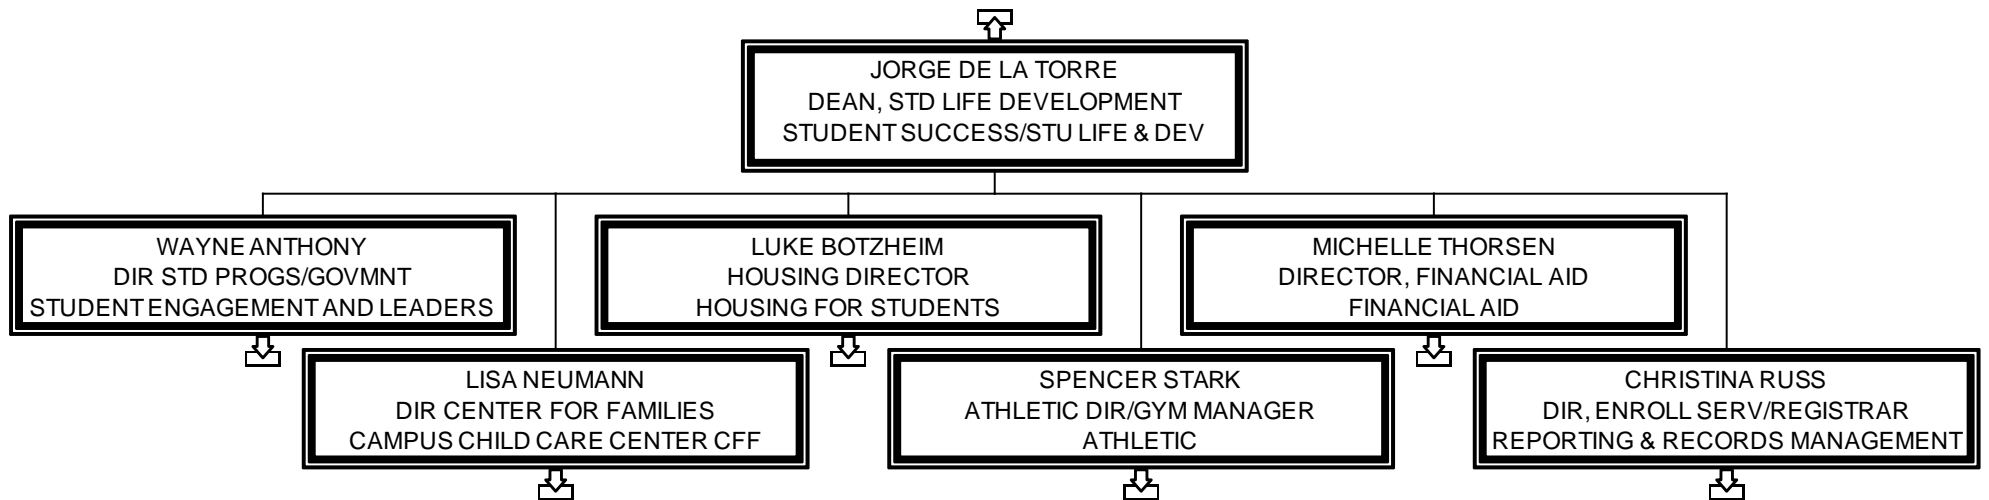 JORGE DE LA TORRE
DEAN, STD LIFE DEVELOPMENT
STUDENT SUCCESS/STU LIFE & DEV
WAYNE ANTHONY
DIR STD PROGS/GOVMNT
STUDENT ENGAGEMENT AND LEADERS
LUKE BOTZHEIM
HOUSING DIRECTOR
HOUSING FOR STUDENTS
MICHELLE THORSEN
DIRECTOR, FINANCIAL AID
FINANCIAL AID
LISA NEUMANN
DIR CENTER FOR FAMILIES
CAMPUS CHILD CARE CENTER CFF
SPENCER STARK
ATHLETIC DIR/GYM MANAGER
ATHLETIC
CHRISTINA RUSS
DIR, ENROLL SERV/REGISTRAR
REPORTING & RECORDS MANAGEMENT